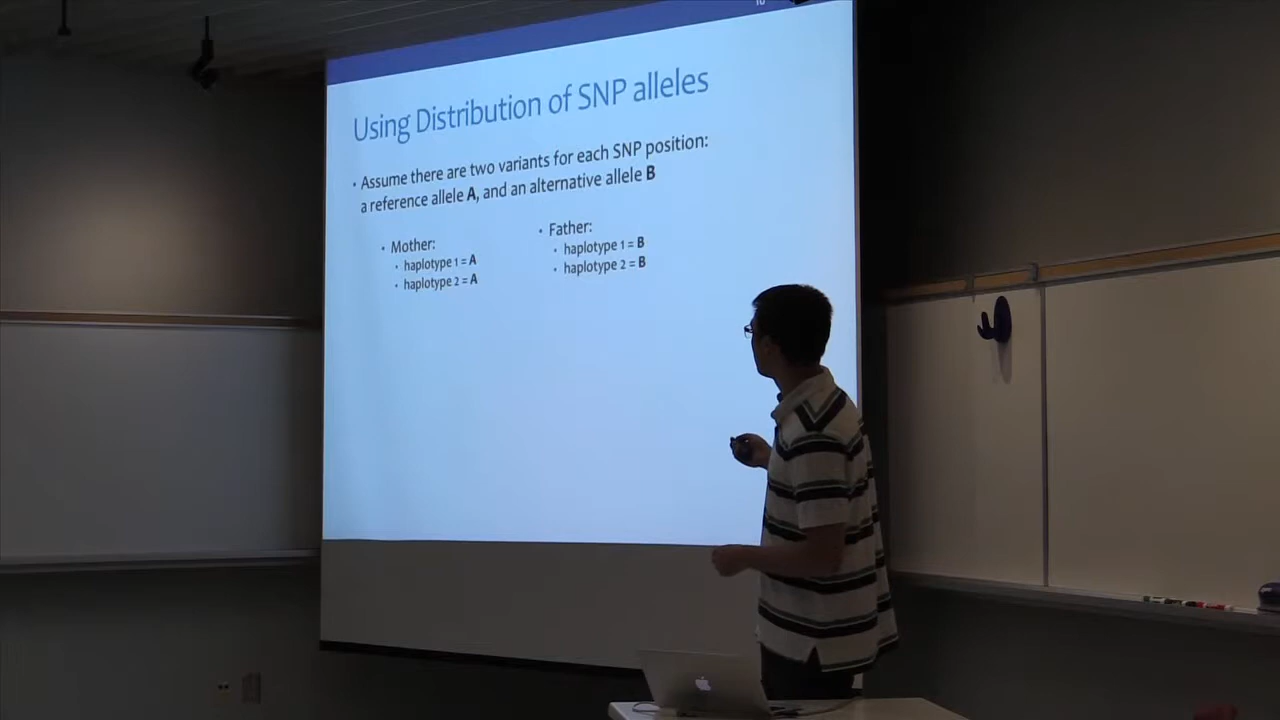 Using Distribution of SNP alleles
• Assume there are two variants for each SNP position:
a reference allele A, and an alternative allele B
• Mother:
• haplotype 1 = A
• haplotype 2 = A
• Father:
• haplotype 1 = B
• haplotype 2 = B